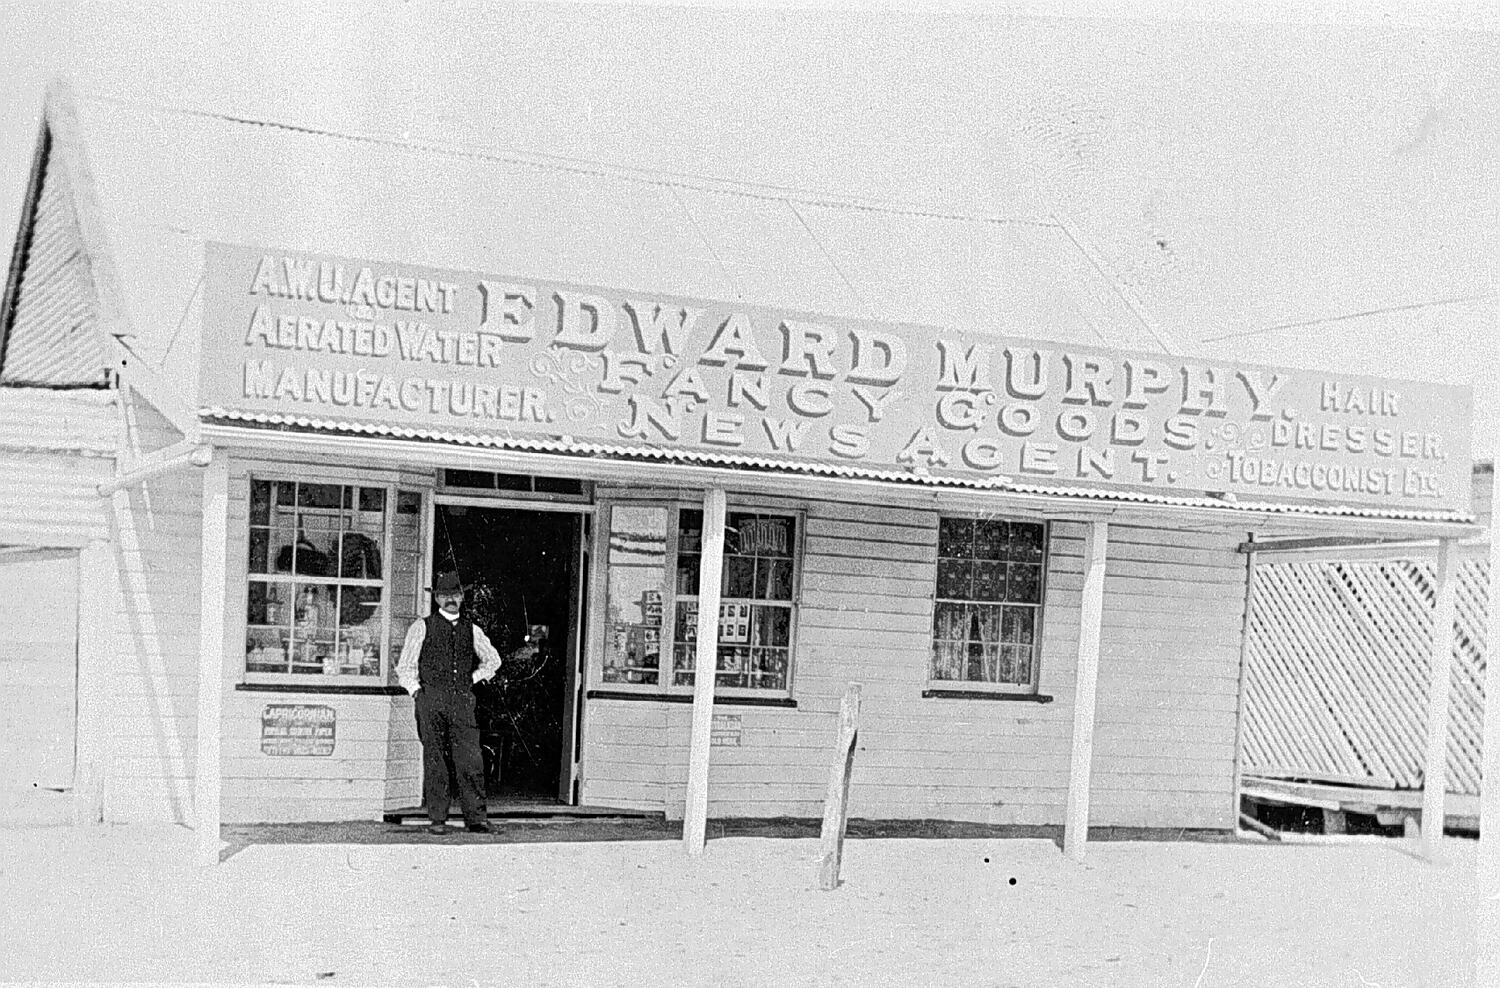 A.W.U. AGENT
&
AERATED WATER
MANUFACTURER.
EDWARD MURPHY.
FANCY GOODS.
NEWS AGENT.
HAIR
DRESSER.
TOBACCONIST ETC.
CAPRICORNIAN